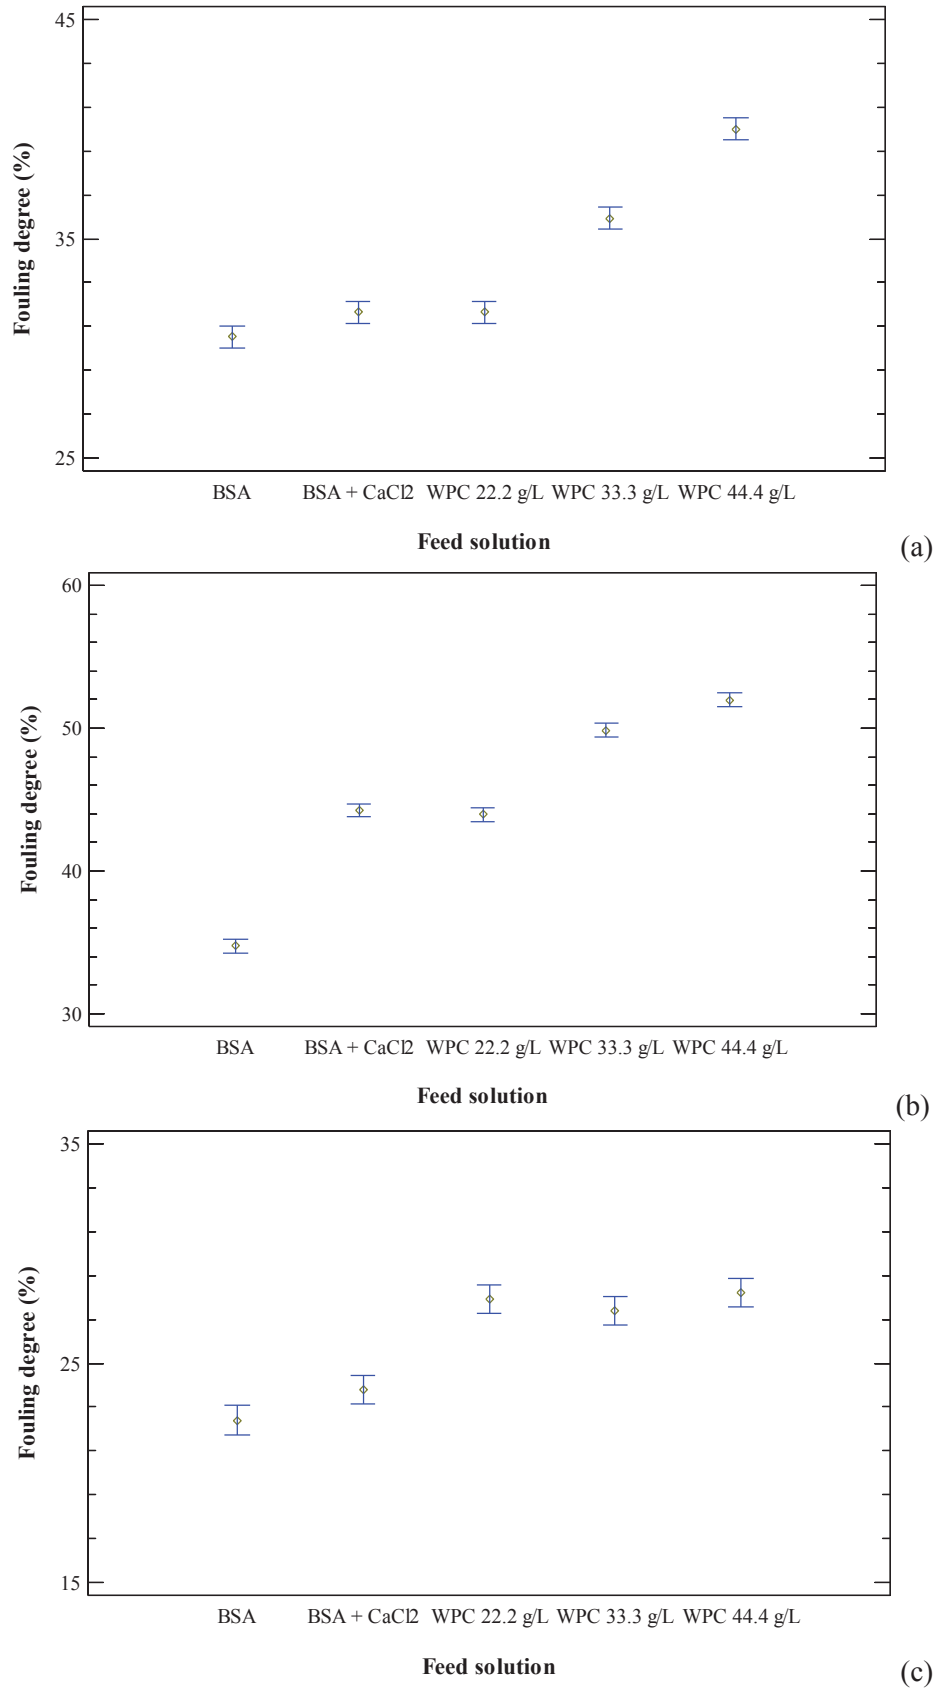 45
35
25
Fouling degree (%)
BSA BSA + CaCl2 WPC 22.2 g/L WPC 33.3 g/L WPC 44.4 g/L
Feed solution
(a)
60
50
40
30
Fouling degree (%)
BSA BSA + CaCl2 WPC 22.2 g/L WPC 33.3 g/L WPC 44.4 g/L
Feed solution
(b)
35
25
15
Fouling degree (%)
BSA BSA + CaCl2 WPC 22.2 g/L WPC 33.3 g/L WPC 44.4 g/L
Feed solution
(c)